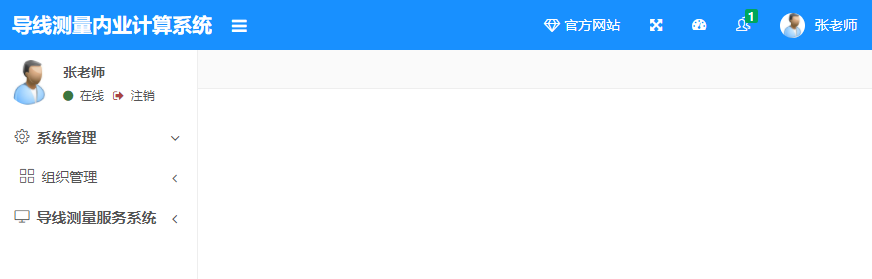 导线测量内业计算系统
官方网站
1
张老师
张老师
在线 注销
系统管理
组织管理
导线测量服务系统